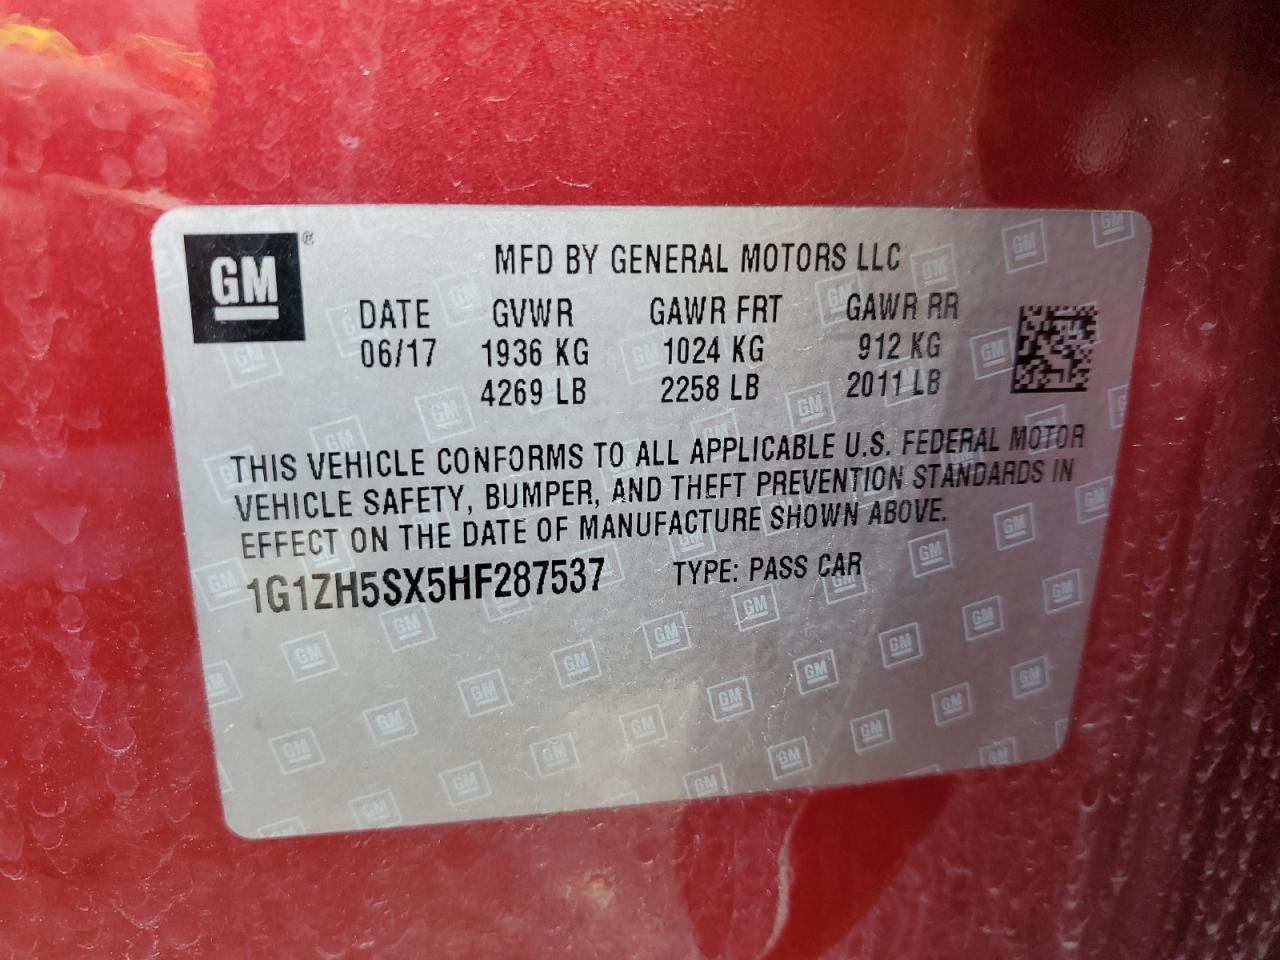 GM®
MFD BY GENERAL MOTORS LLC
DATE GVWR GAWR FRT GAWR RR
06/17 1936 KG 1024 KG 912 KG
4269 LB 2258 LB 2011 LB
THIS VEHICLE CONFORMS TO ALL APPLICABLE U.S. FEDERAL MOTOR
VEHICLE SAFETY, BUMPER, AND THEFT PREVENTION STANDARDS IN
EFFECT ON THE DATE OF MANUFACTURE SHOWN ABOVE.
1G1ZH5SX5HF287537 TYPE: PASS CAR